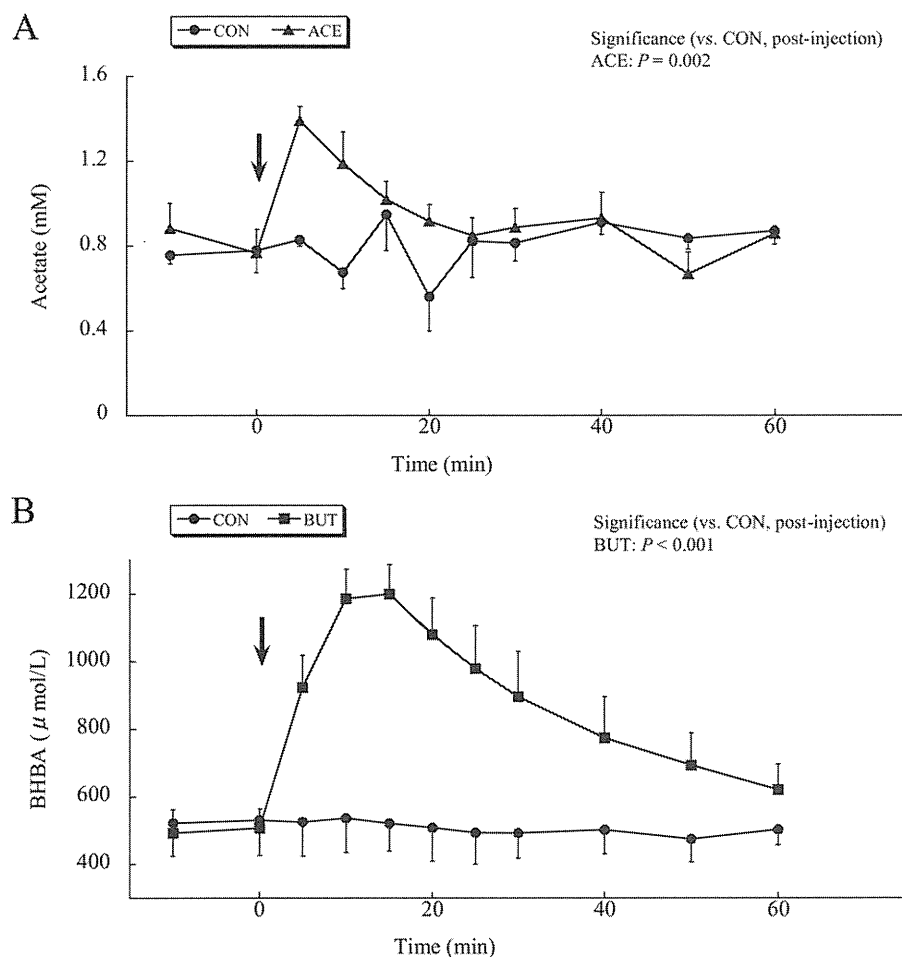 A
CON ACE
Significance (vs. CON, post-injection)
ACE: P = 0.002
1.6
1.2
0.8
0.4
0
Acetate (mM)
0 20 40 60
Time (min)
B
CON BUT
Significance (vs. CON, post-injection)
BUT: P < 0.001
1200
1000
800
600
400
BHBA (μ mol/L)
0 20 40 60
Time (min)